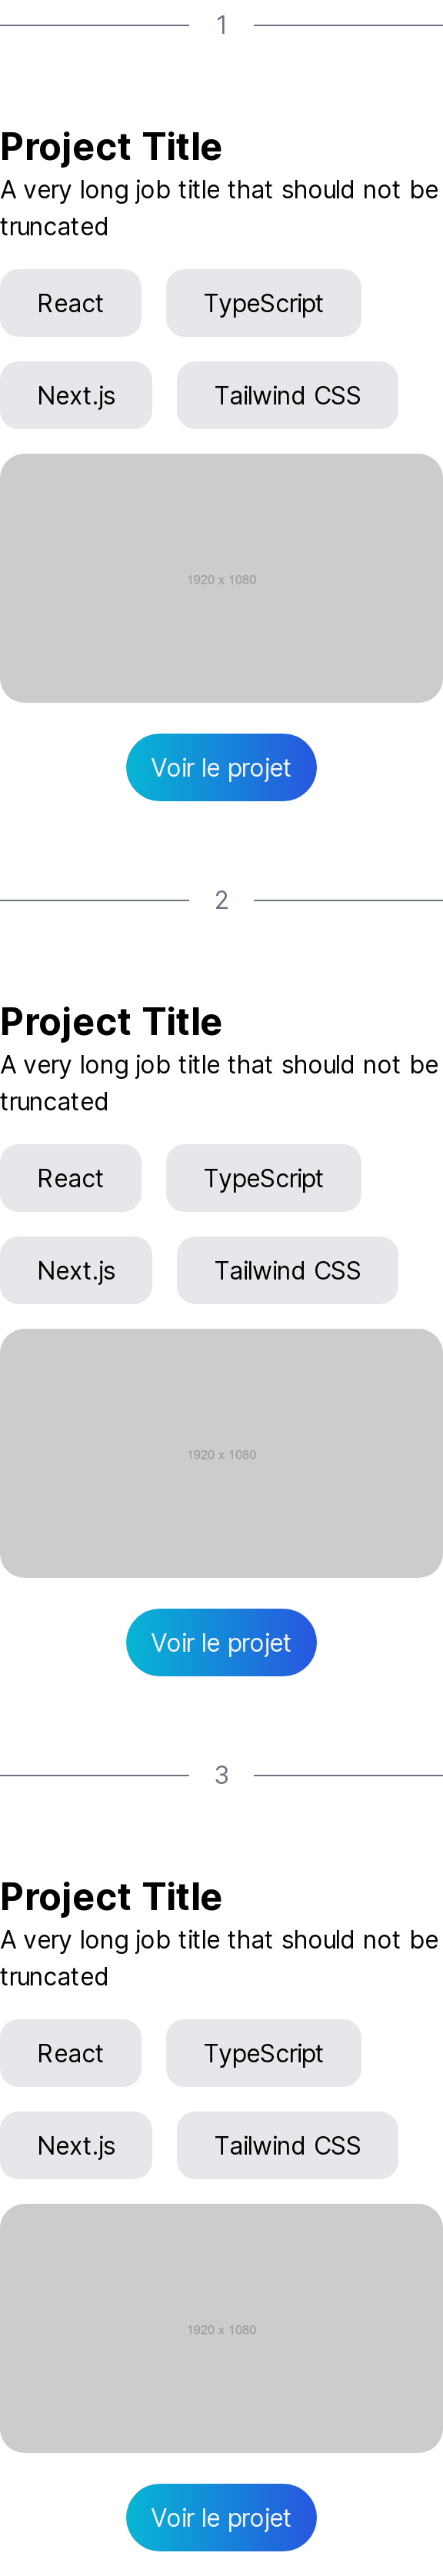 1
Project Title
A very long job title that should not be
truncated
React TypeScript
Next.js Tailwind CSS
1920 x 1080
Voir le projet
2
Project Title
A very long job title that should not be
truncated
React TypeScript
Next.js Tailwind CSS
1920 x 1080
Voir le projet
3
Project Title
A very long job title that should not be
truncated
React TypeScript
Next.js Tailwind CSS
1920 x 1080
Voir le projet